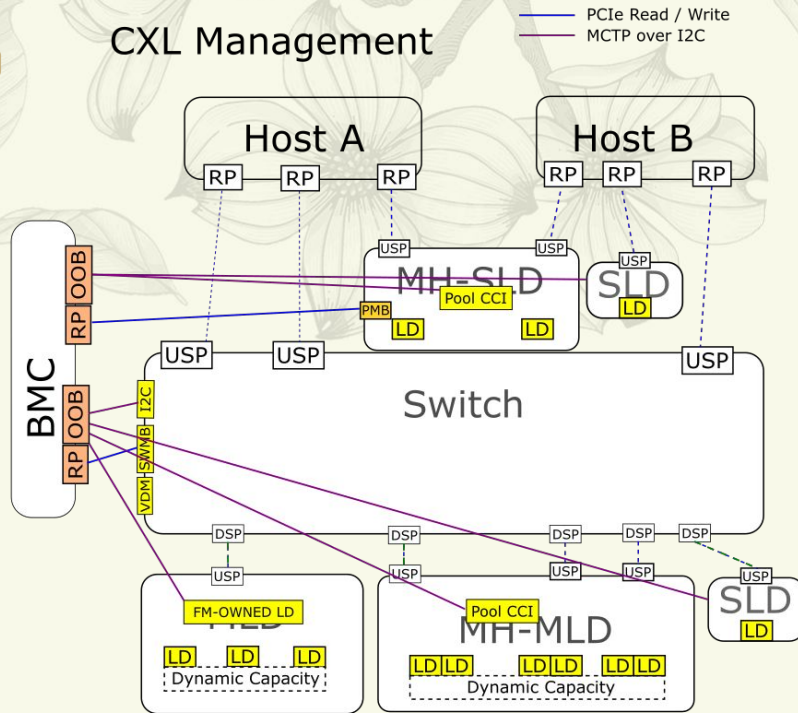 PCIe Read / Write
MCTP over I2C
CXL Management
Host A
Host B
RP
RP
RP
RP
RP
RP
USP
USP
USP
OOB
MH-SLD
Pool CCI
SLD
PMB
LD
LD
LD
RP
BMC
USP
USP
USP
Switch
OOB
I2C
RP
SWMB
VDM
DSP
DSP
DSP
DSP
DSP
USP
USP
USP
USP
USP
FM-OWNED LD
MLD
Pool CCI
MH-MLD
SLD
LD
LD
LD
LD
Dynamic Capacity
LD LD
LD LD
LD LD
Dynamic Capacity